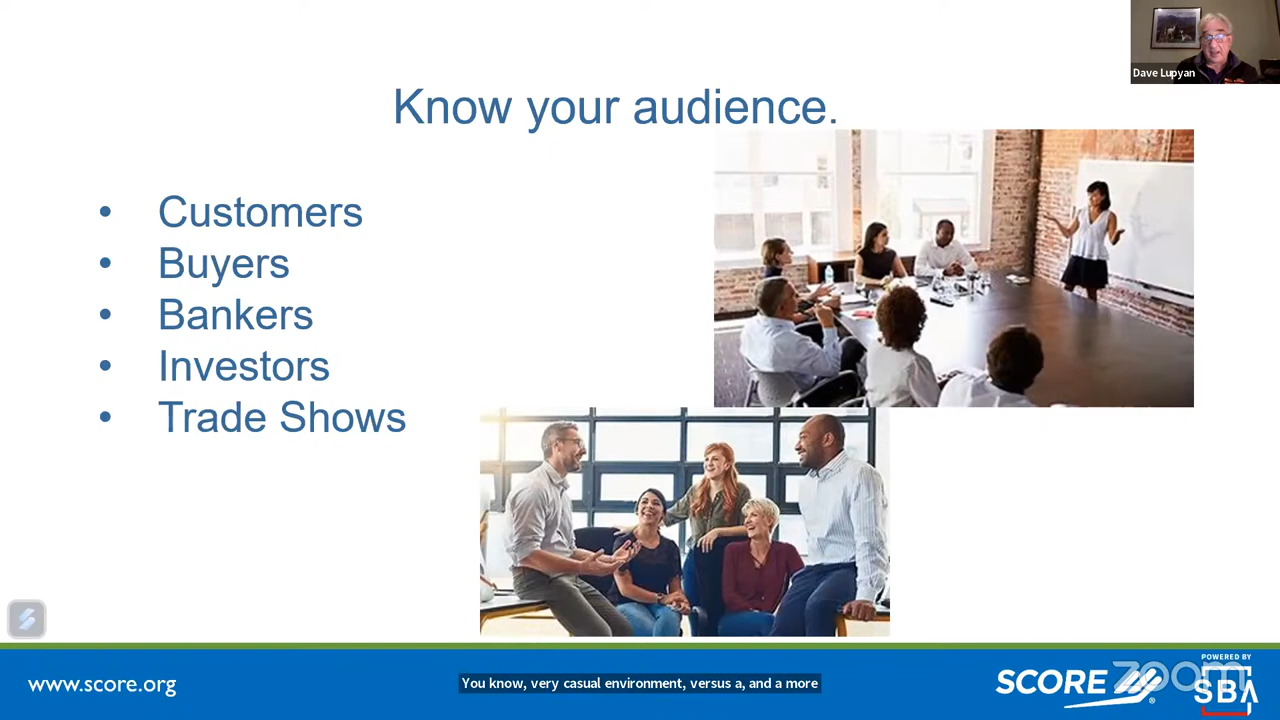 Dave Lupyan
Know your audience.
• Customers
• Buyers
• Bankers
• Investors
• Trade Shows
www.score.org
You know, very casual environment, versus a, and a more
SCORE
®
zoom
POWERED BY
SBA